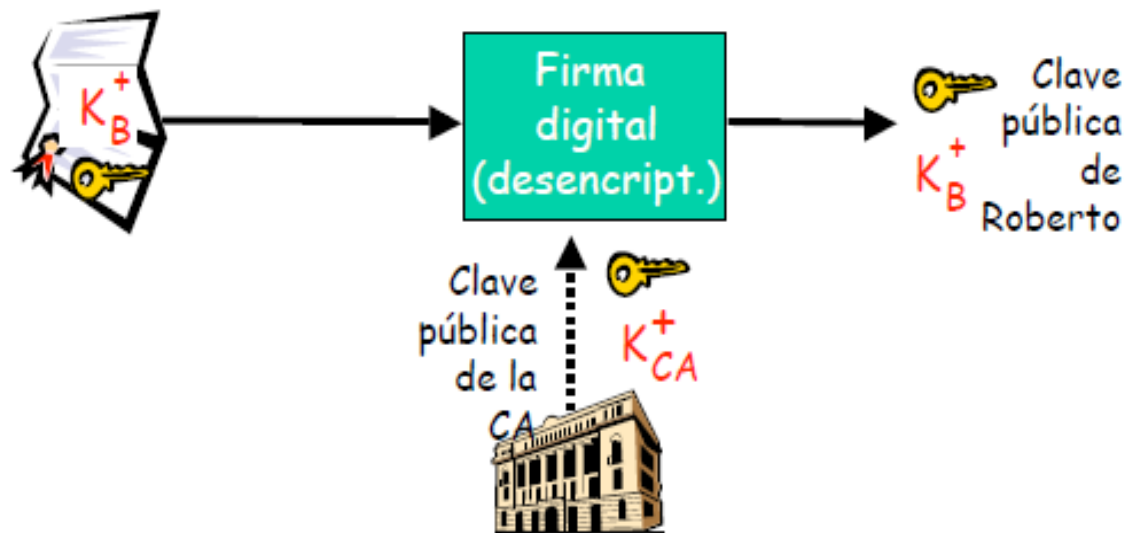 K_B^+
Firma
digital
(desencript.)
Clave
pública
de
Roberto
K_B^+
Clave
pública
de la
CA
K_CA^+